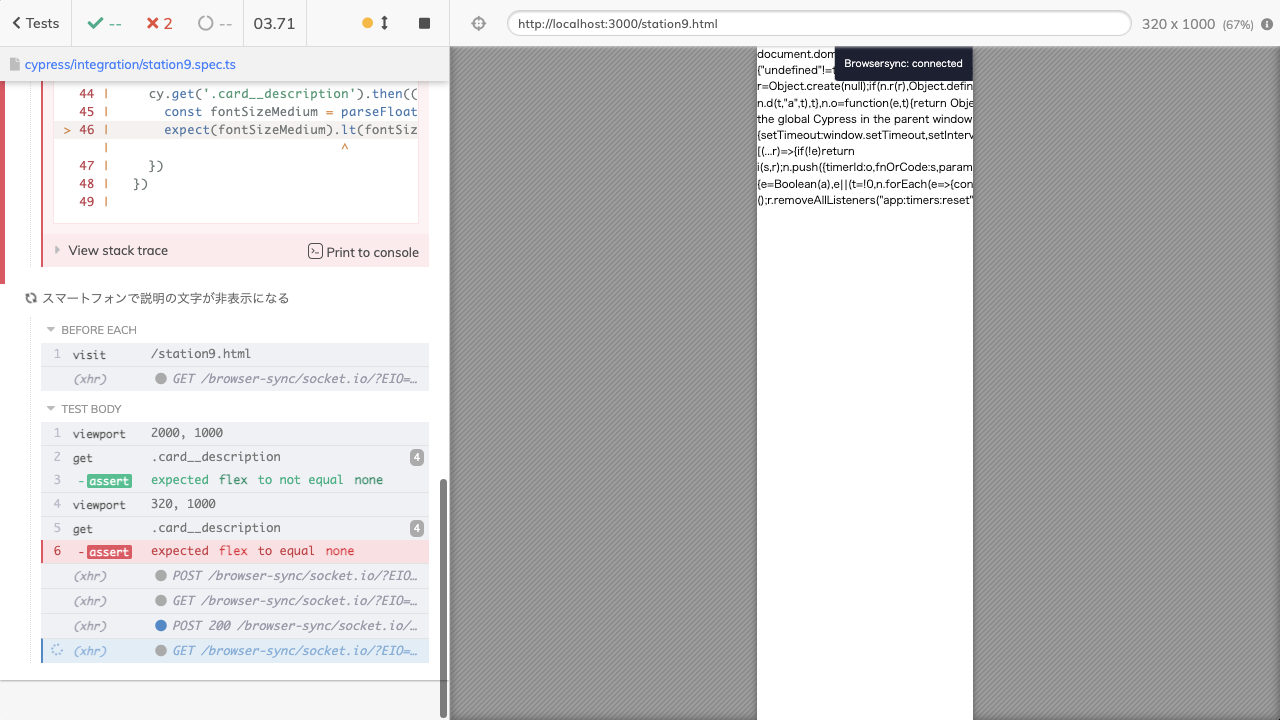 Tests
--
2
--
03.71
http://localhost:3000/station9.html
320 x 1000 (67%)
cypress/integration/station9.spec.ts
44 | cy.get('.card__description').then((
45 | const fontSizeMedium = parseFloat
> 46 | expect(fontSizeMedium).lt(fontSiz
| ^
47 | })
48 | })
49 |
View stack trace
Print to console
スマートフォンで説明の文字が非表示になる
BEFORE EACH
1 visit /station9.html
(xhr) GET /browser-sync/socket.io/?EIO=…
TEST BODY
1 viewport 2000, 1000
2 get .card__description 4
3 -assert expected flex to not equal none
4 viewport 320, 1000
5 get .card__description 4
6 -assert expected flex to equal none
(xhr) POST /browser-sync/socket.io/?EIO…
(xhr) GET /browser-sync/socket.io/?EIO=…
(xhr) POST 200 /browser-sync/socket.io/…
(xhr) GET /browser-sync/socket.io/?EIO=…
document.dom
Browsersync: connected
{"undefined"!=
r=Object.create(null);if(n.r(r),Object.defin
n.d(t,"a",t),t},n.o=function(e,t){return Obje
the global Cypress in the parent window
{setTimeout:window.setTimeout,setInterv
[(...r)=>{if(!e)return
i(s,r);n.push({timerId:o,fnOrCode:s,param
{e=Boolean(a),e||(t=!0,n.forEach(e=>{con
();r.removeAllListeners("app:timers:reset"